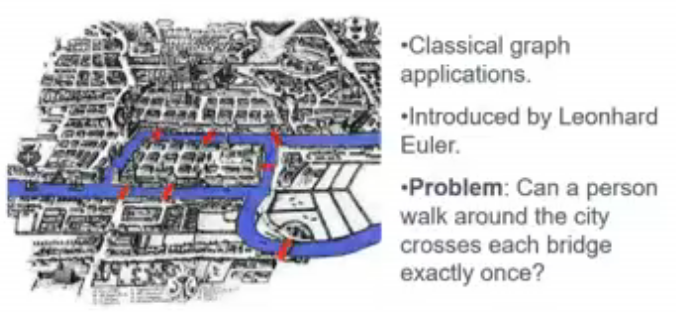 •Classical graph
applications.
•Introduced by Leonhard
Euler.
•Problem: Can a person
walk around the city
crosses each bridge
exactly once?